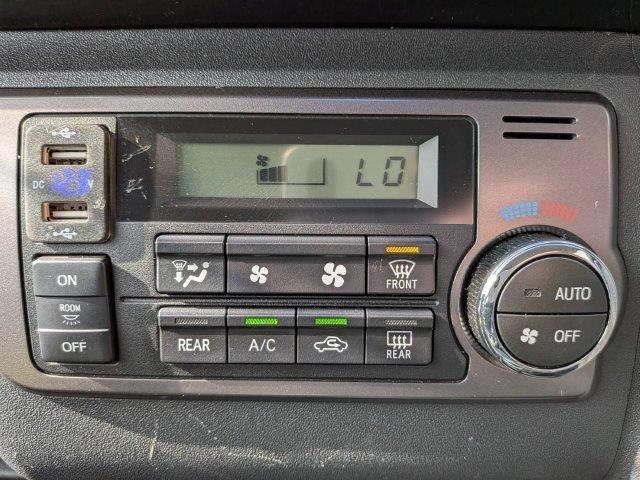 LO
DC V
ON
ROOM
OFF
FRONT
REAR
A/C
REAR
AUTO
OFF